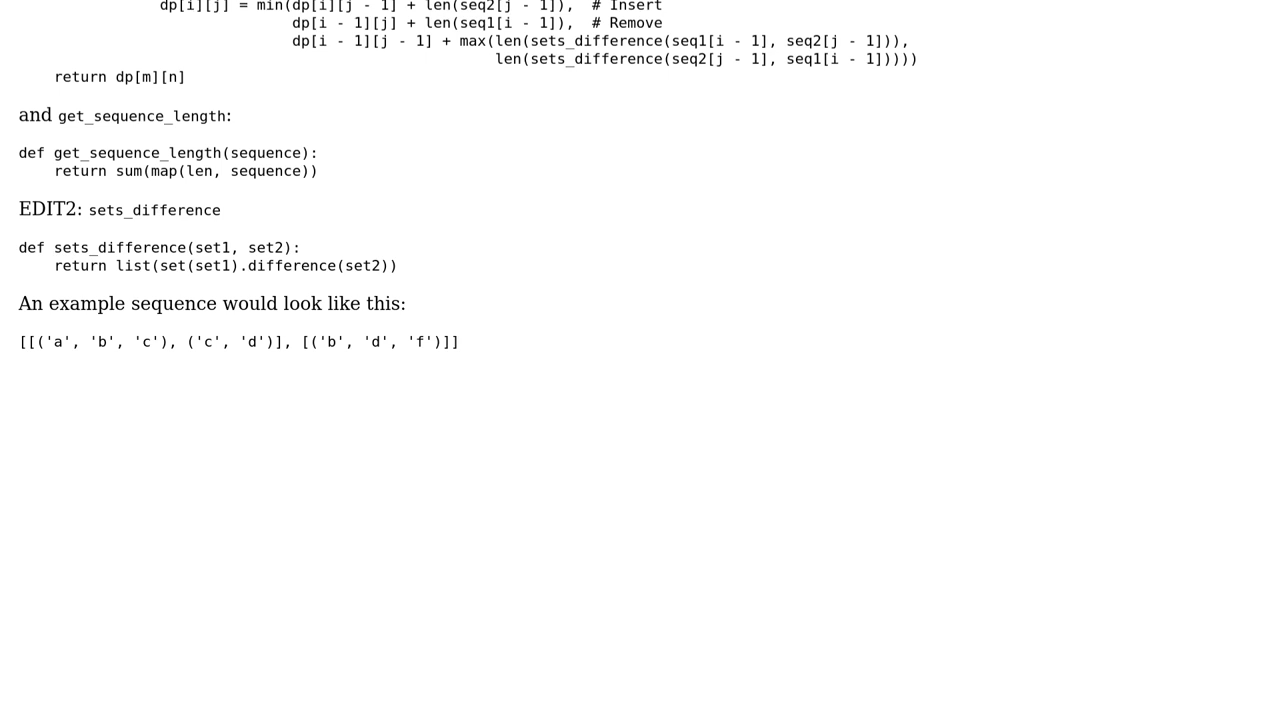 dp[i][j] = min(dp[i][j - 1] + len(seq2[j - 1]),  # Insert
dp[i - 1][j] + len(seq1[i - 1]),  # Remove
dp[i - 1][j - 1] + max(len(sets_difference(seq1[i - 1], seq2[j - 1])),
len(sets_difference(seq2[j - 1], seq1[i - 1]))))
return dp[m][n]
and get_sequence_length:
def get_sequence_length(sequence):
return sum(map(len, sequence))
EDIT2: sets_difference
def sets_difference(set1, set2):
return list(set(set1).difference(set2))
An example sequence would look like this:
[[('a', 'b', 'c'), ('c', 'd')], [('b', 'd', 'f')]]